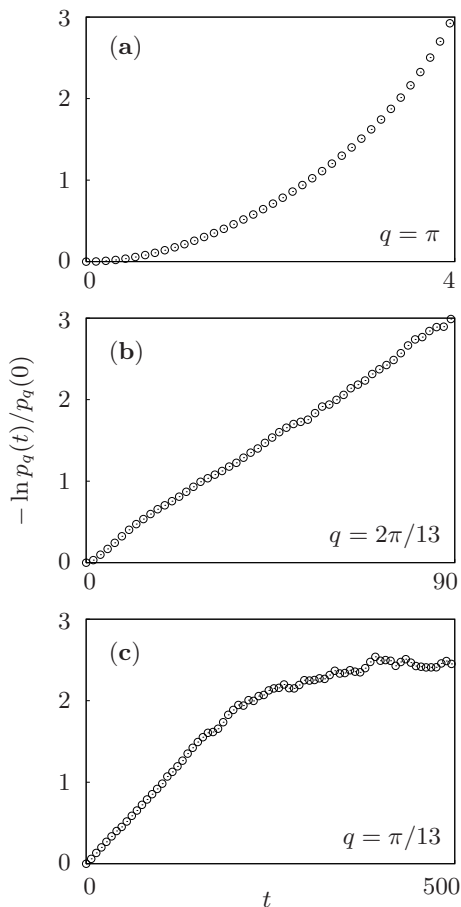 3
(a)
2
1
q = π
0
0 4
3
(b)
2
− ln p_q(t)/p_q(0)
1
q = 2π/13
0
0 90
3
(c)
2
1
q = π/13
0
0 t 500